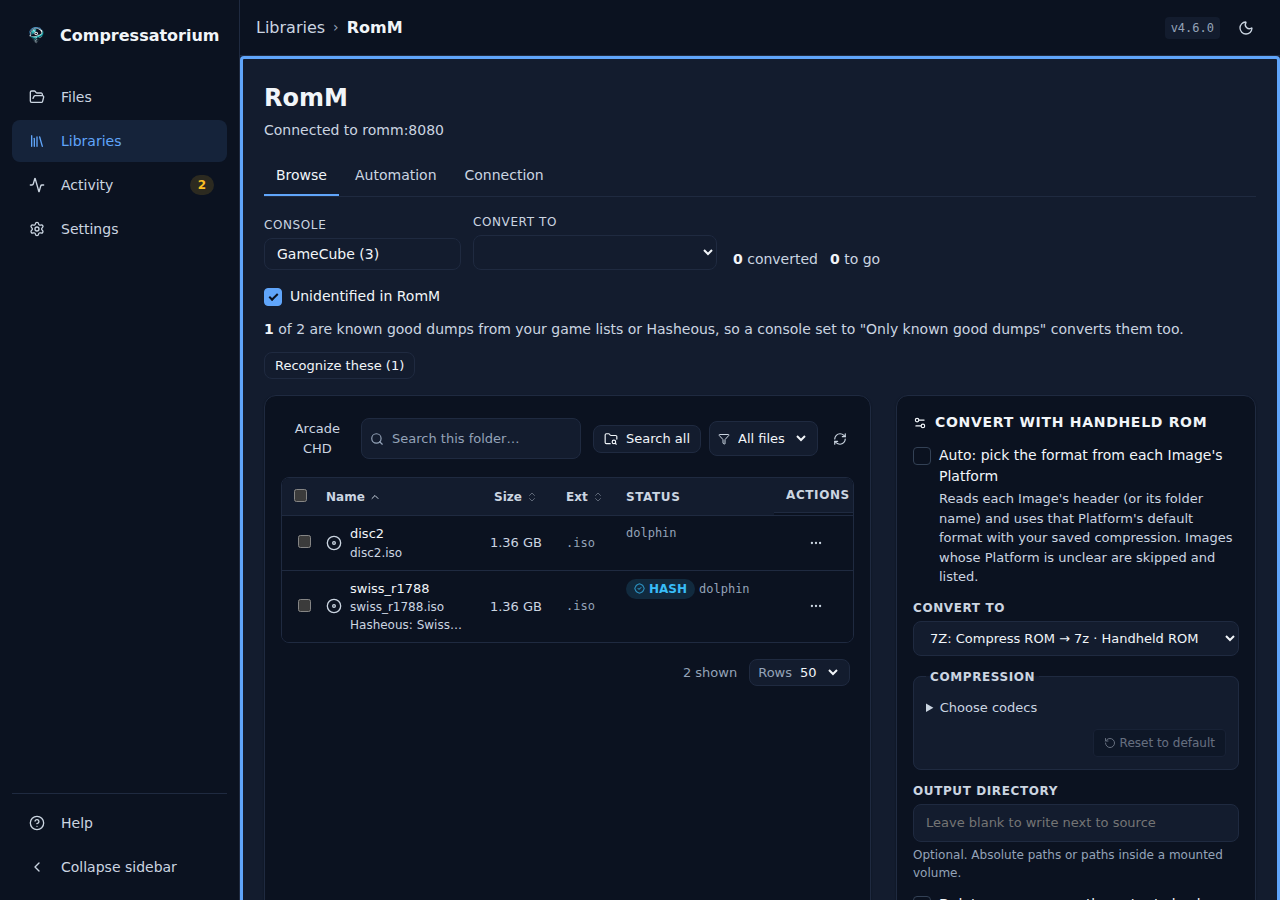 Compressatorium
Libraries › RomM
v4.6.0
Files
Libraries
Activity
2
Settings
Help
Collapse sidebar
RomM
Connected to romm:8080
Browse
Automation
Connection
CONSOLE
CONVERT TO
GameCube (3)
0 converted 0 to go
Unidentified in RomM
1 of 2 are known good dumps from your game lists or Hasheous, so a console set to "Only known good dumps" converts them too.
Recognize these (1)
Arcade
CHD
Search this folder…
Search all
All files
Name
Size
Ext
STATUS
ACTIONS
disc2
disc2.iso
1.36 GB
.iso
dolphin
swiss_r1788
swiss_r1788.iso
Hasheous: Swiss…
1.36 GB
.iso
HASH
dolphin
2 shown
Rows 50
CONVERT WITH HANDHELD ROM
Auto: pick the format from each Image's
Platform
Reads each Image's header (or its folder
name) and uses that Platform's default
format with your saved compression. Images
whose Platform is unclear are skipped and
listed.
CONVERT TO
7Z: Compress ROM → 7z · Handheld ROM
COMPRESSION
Choose codecs
Reset to default
OUTPUT DIRECTORY
Leave blank to write next to source
Optional. Absolute paths or paths inside a mounted
volume.